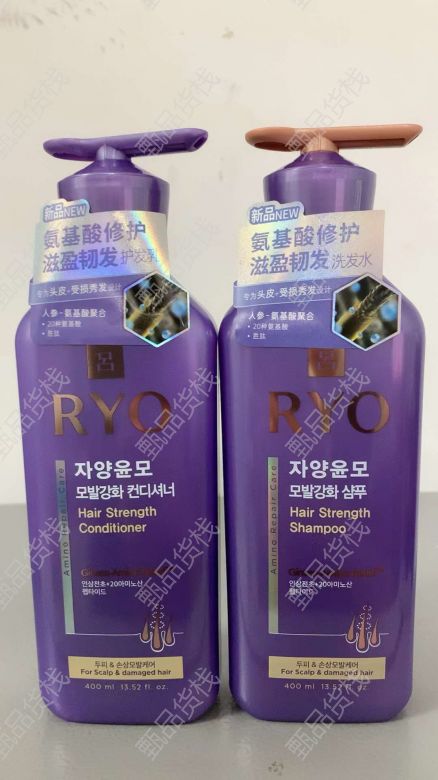 新品NEW
氨基酸修护
滋盈韧发 护发乳
专为头皮+受损秀发设计
人参-氨基酸聚合
• 20种氨基酸
• 胜肽
呂
RYO
자양윤모
모발강화 컨디셔너
Hair Strength
Conditioner
Amino Repair Care
인삼전초+20아미노산
펩타이드
두피 & 손상모발케어
For Scalp & damaged hair
400 ml 13.52 fl. oz.
新品NEW
氨基酸修护
滋盈韧发 洗发水
专为头皮+受损秀发设计
人参-氨基酸聚合
• 20种氨基酸
• 胜肽
呂
RYO
자양윤모
모발강화 샴푸
Hair Strength
Shampoo
Amino Repair Care
인삼전초+20아미노산
펩타이드
두피 & 손상모발케어
For Scalp & damaged hair
400 ml 13.52 fl. oz.
甄品货栈